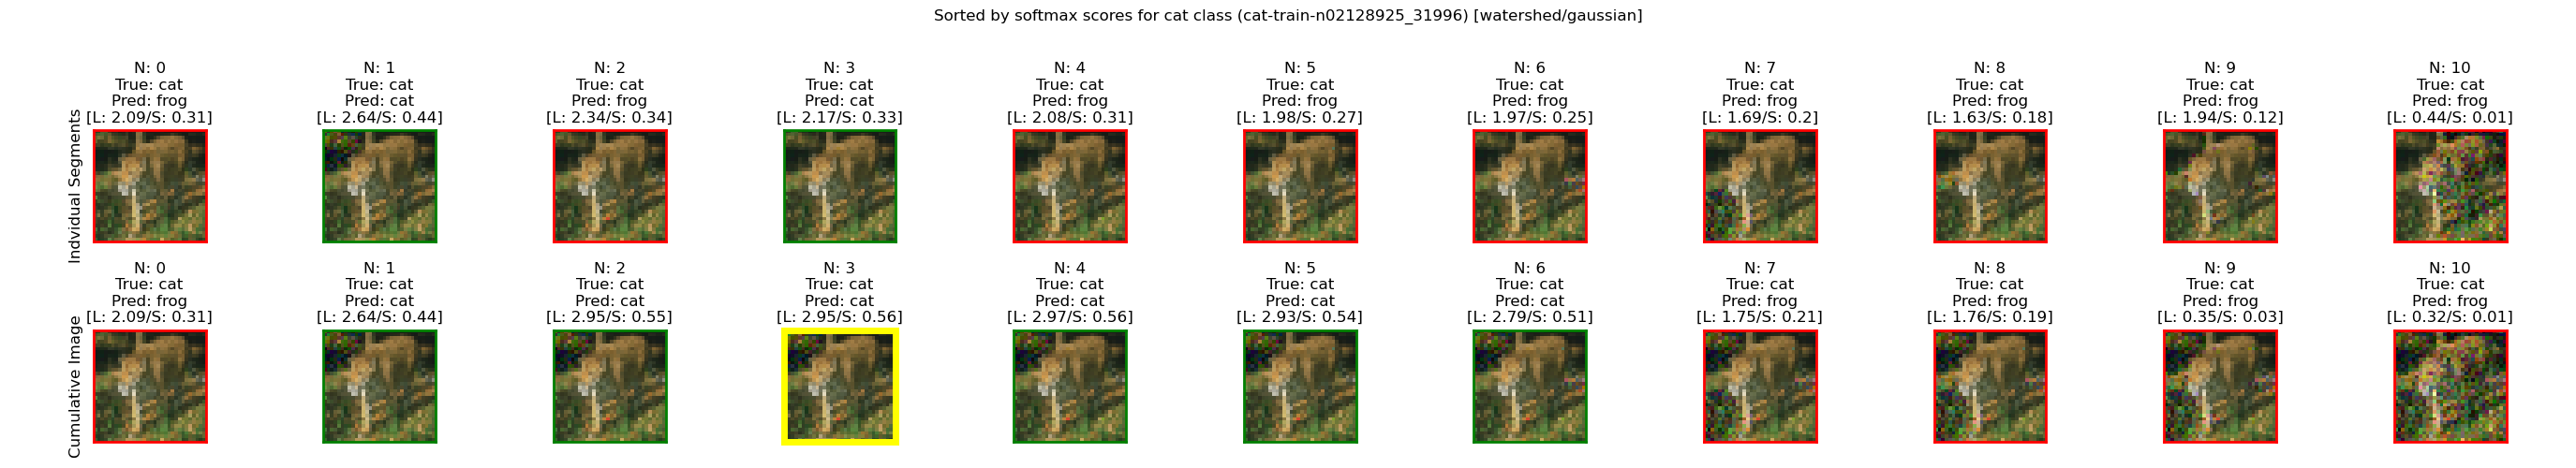 Sorted by softmax scores for cat class (cat-train-n02128925_31996) [watershed/gaussian]
Indvidual Segments
N: 0
True: cat
Pred: frog
[L: 2.09/S: 0.31]
N: 1
True: cat
Pred: cat
[L: 2.64/S: 0.44]
N: 2
True: cat
Pred: frog
[L: 2.34/S: 0.34]
N: 3
True: cat
Pred: cat
[L: 2.17/S: 0.33]
N: 4
True: cat
Pred: frog
[L: 2.08/S: 0.31]
N: 5
True: cat
Pred: frog
[L: 1.98/S: 0.27]
N: 6
True: cat
Pred: frog
[L: 1.97/S: 0.25]
N: 7
True: cat
Pred: frog
[L: 1.69/S: 0.2]
N: 8
True: cat
Pred: frog
[L: 1.63/S: 0.18]
N: 9
True: cat
Pred: frog
[L: 1.94/S: 0.12]
N: 10
True: cat
Pred: frog
[L: 0.44/S: 0.01]
Cumulative Image
N: 0
True: cat
Pred: frog
[L: 2.09/S: 0.31]
N: 1
True: cat
Pred: cat
[L: 2.64/S: 0.44]
N: 2
True: cat
Pred: cat
[L: 2.95/S: 0.55]
N: 3
True: cat
Pred: cat
[L: 2.95/S: 0.56]
N: 4
True: cat
Pred: cat
[L: 2.97/S: 0.56]
N: 5
True: cat
Pred: cat
[L: 2.93/S: 0.54]
N: 6
True: cat
Pred: cat
[L: 2.79/S: 0.51]
N: 7
True: cat
Pred: frog
[L: 1.75/S: 0.21]
N: 8
True: cat
Pred: frog
[L: 1.76/S: 0.19]
N: 9
True: cat
Pred: frog
[L: 0.35/S: 0.03]
N: 10
True: cat
Pred: frog
[L: 0.32/S: 0.01]